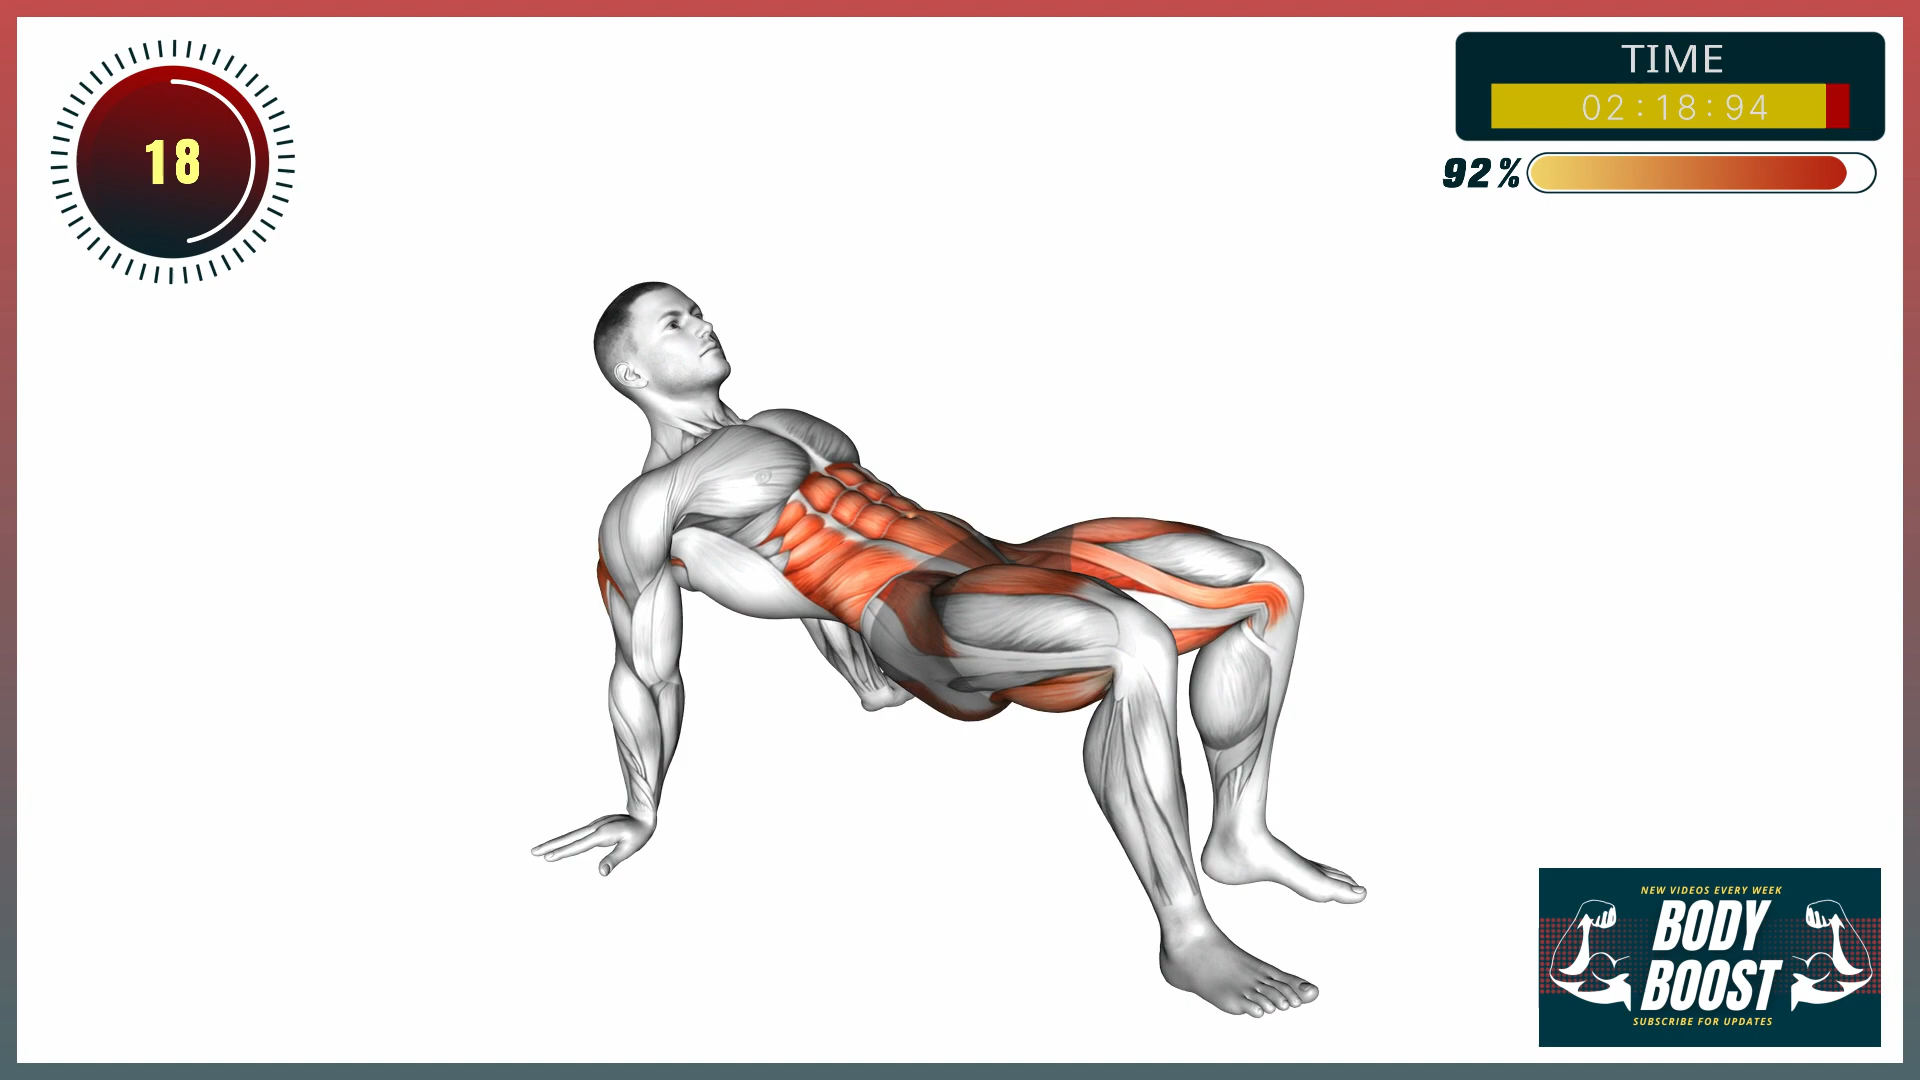 18
TIME
02:18:94
92%
NEW VIDEOS EVERY WEEK
BODY
BOOST
SUBSCRIBE FOR UPDATES